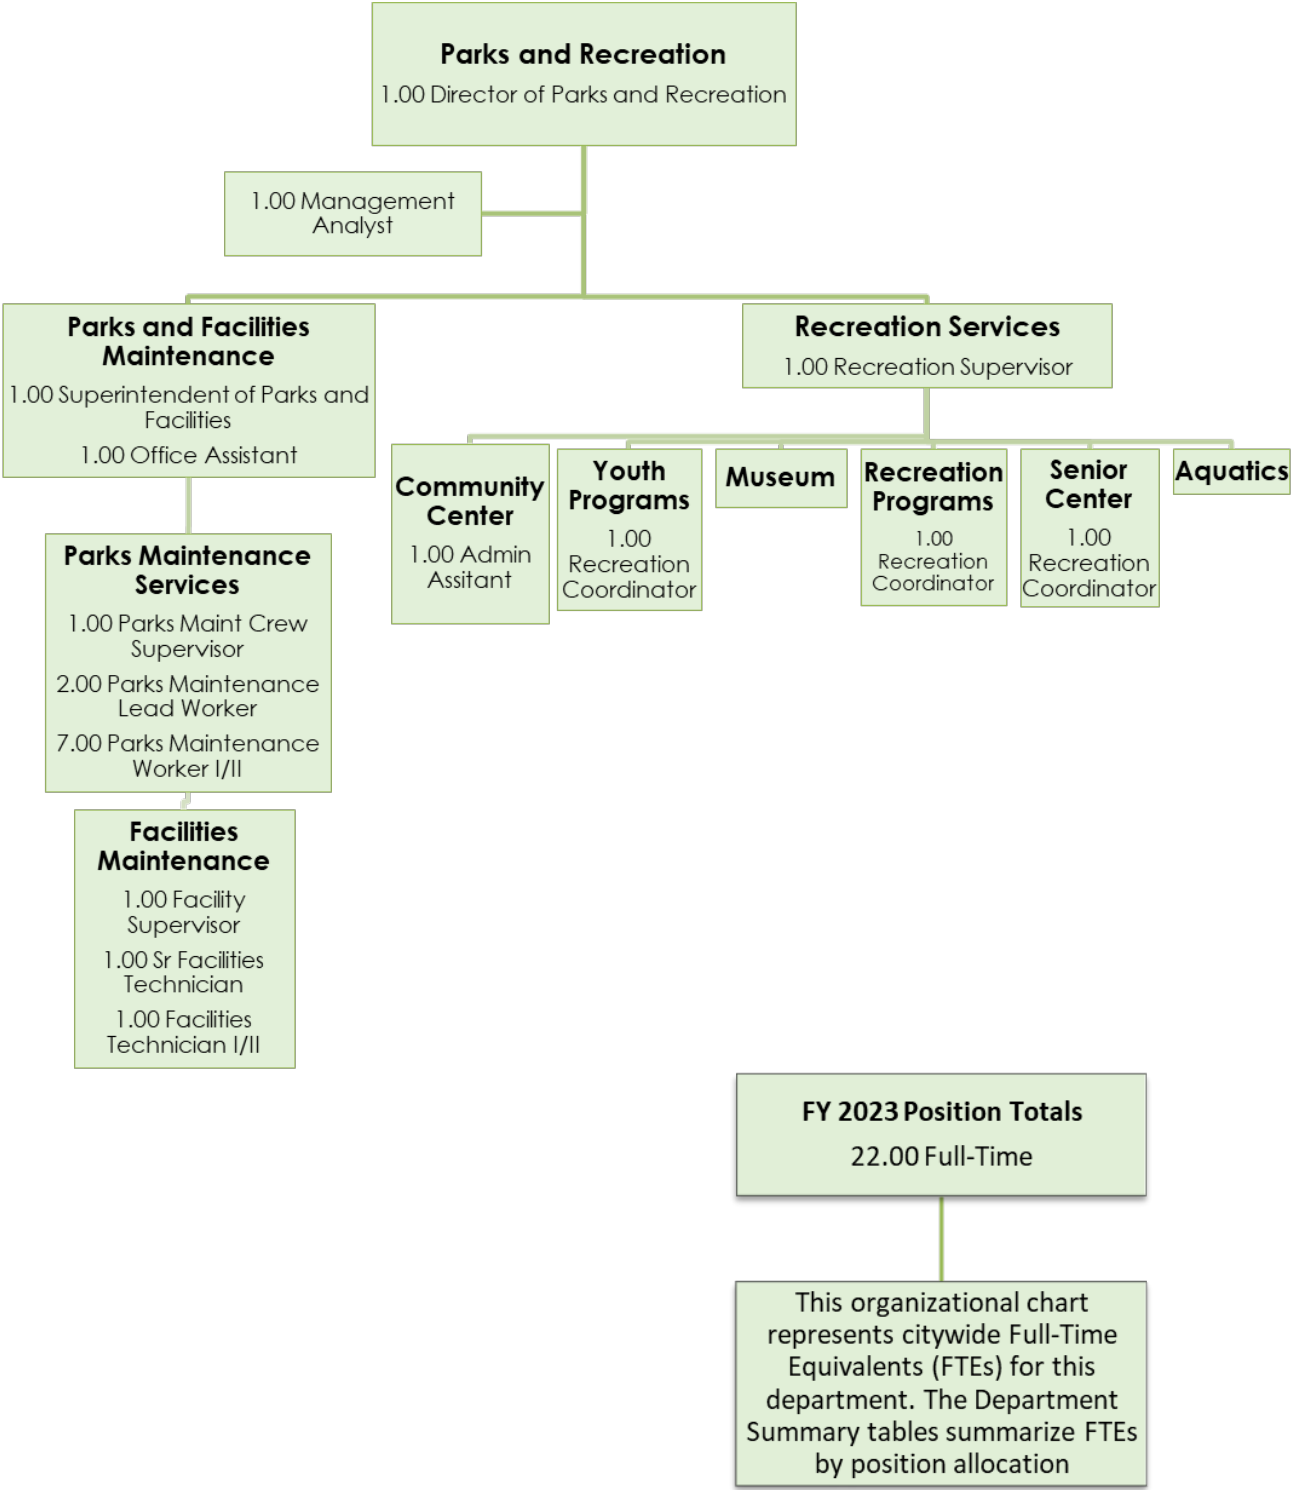 Parks and Recreation
1.00 Director of Parks and Recreation
1.00 Management
Analyst
Parks and Facilities
Maintenance
1.00 Superintendent of Parks and
Facilities
1.00 Office Assistant
Recreation Services
1.00 Recreation Supervisor
Community
Center
1.00 Admin
Assitant
Youth
Programs
1.00
Recreation
Coordinator
Museum
Recreation
Programs
1.00
Recreation
Coordinator
Senior
Center
1.00
Recreation
Coordinator
Aquatics
Parks Maintenance
Services
1.00 Parks Maint Crew
Supervisor
2.00 Parks Maintenance
Lead Worker
7.00 Parks Maintenance
Worker I/II
Facilities
Maintenance
1.00 Facility
Supervisor
1.00 Sr Facilities
Technician
1.00 Facilities
Technician I/II
FY 2023 Position Totals
22.00 Full-Time
This organizational chart
represents citywide Full-Time
Equivalents (FTEs) for this
department. The Department
Summary tables summarize FTEs
by position allocation